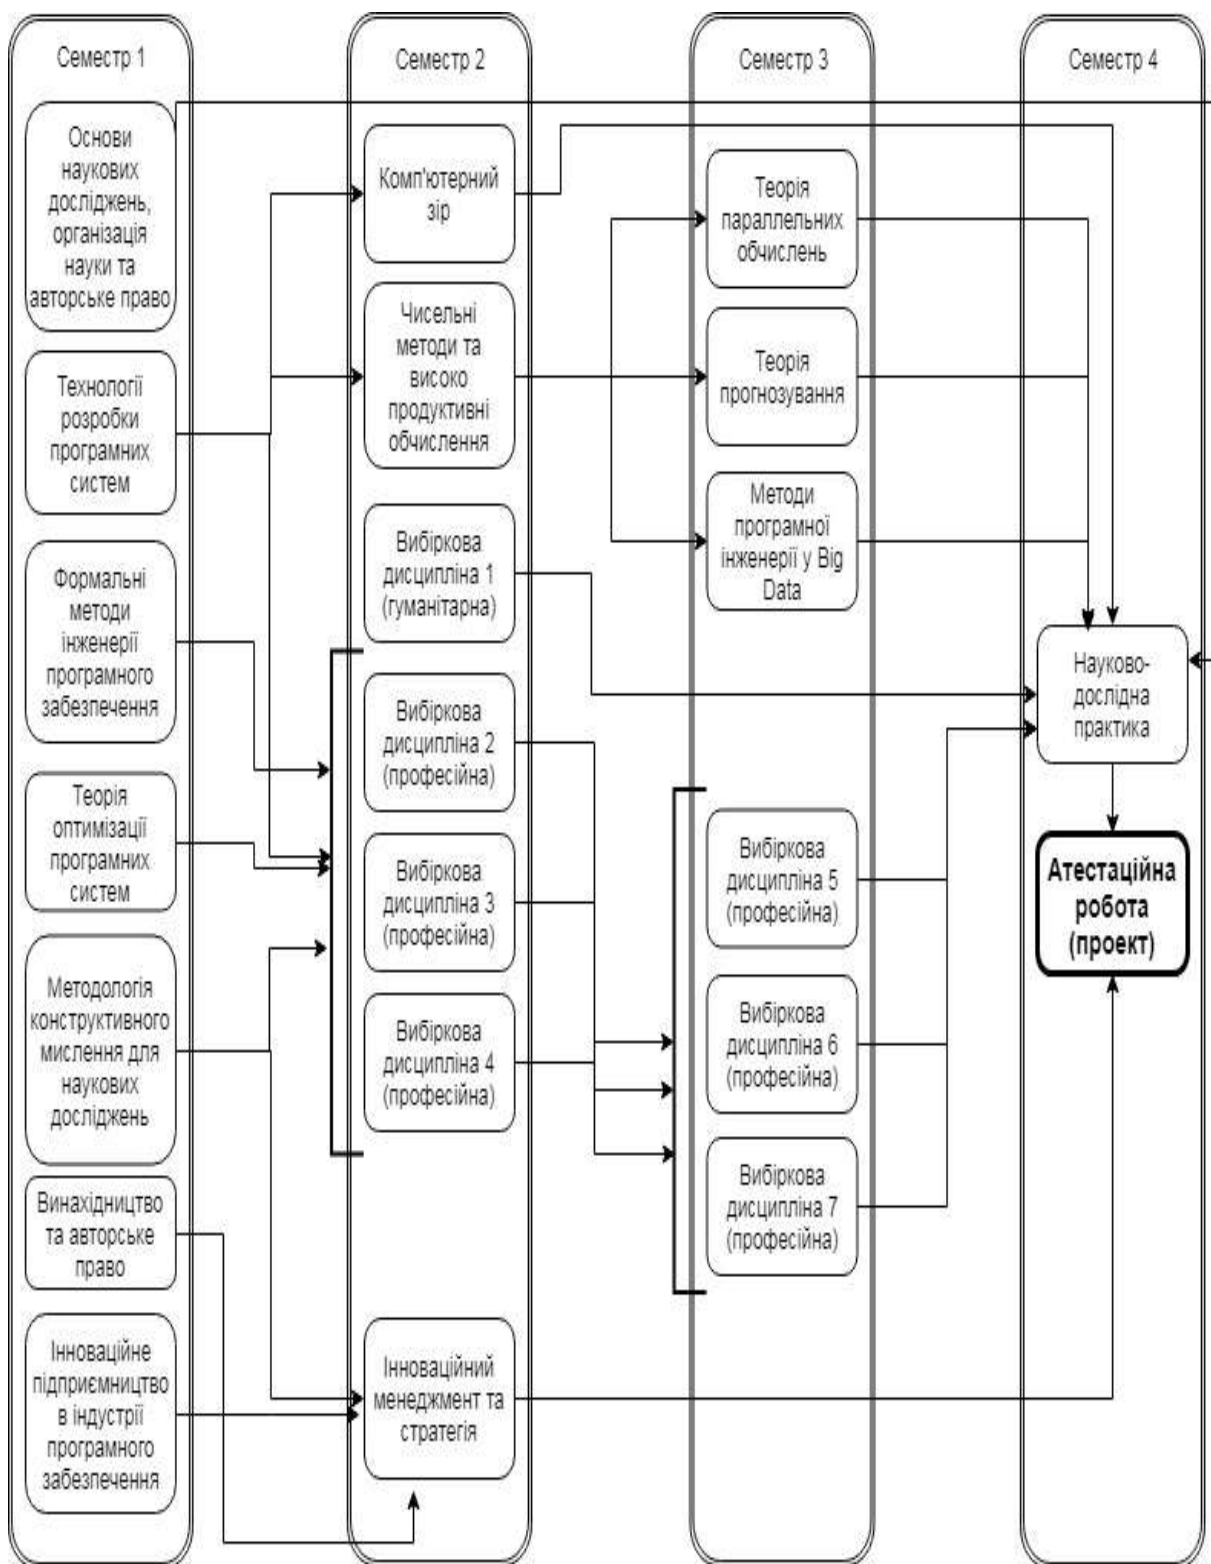 Семестр 1
Основи
наукових
досліджень,
організація
науки та
авторське право
Технології
розробки
програмних
систем
Формальні
методи
інженерії
програмного
забезпечення
Теорія
оптимізації
програмних
систем
Методологія
конструктивного
мислення для
наукових
досліджень
Винахідництво
та авторське
право
Інноваційне
підприємництво
в індустрії
програмного
забезпечення
Семестр 2
Комп'ютерний
зір
Чисельні
методи та
високо
продуктивні
обчислення
Вибіркова
дисципліна 1
(гуманітарна)
Вибіркова
дисципліна 2
(професійна)
Вибіркова
дисципліна 3
(професійна)
Вибіркова
дисципліна 4
(професійна)
Інноваційний
менеджмент та
стратегія
Семестр 3
Теорія
параллельних
обчислень
Теорія
прогнозування
Методи
програмної
інженерії у Big
Data
Вибіркова
дисципліна 5
(професійна)
Вибіркова
дисципліна 6
(професійна)
Вибіркова
дисципліна 7
(професійна)
Семестр 4
Науково-
дослідна
практика
Атестаційна
робота
(проект)